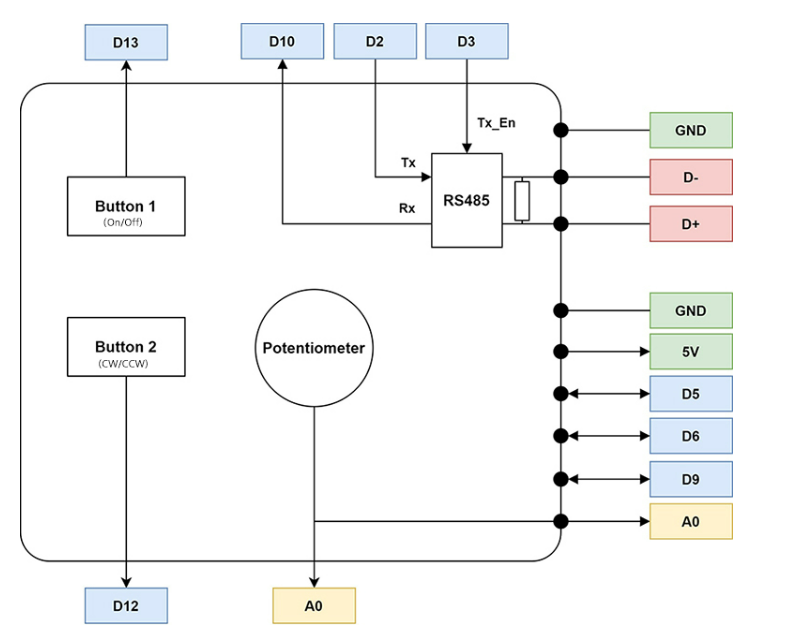 D13
D10
D2
D3
Tx_En
GND
Tx
D-
Button 1
(On/Off)
RS485
Rx
D+
GND
Button 2
(CW/CCW)
Potentiometer
5V
D5
D6
D9
A0
D12
A0